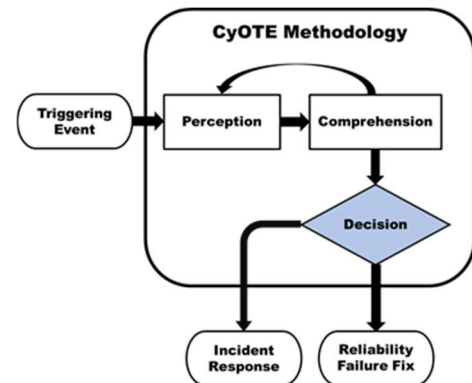 CyOTE Methodology
Triggering
Event
Perception
Comprehension
Decision
Incident
Response
Reliability
Failure Fix